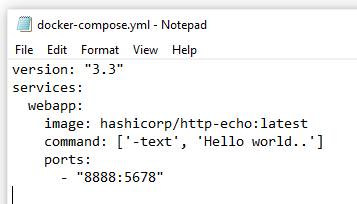 docker-compose.yml - Notepad
File Edit Format View Help
version: "3.3"
services:
  webapp:
    image: hashicorp/http-echo:latest
    command: ['-text', 'Hello world..']
    ports:
      - "8888:5678"